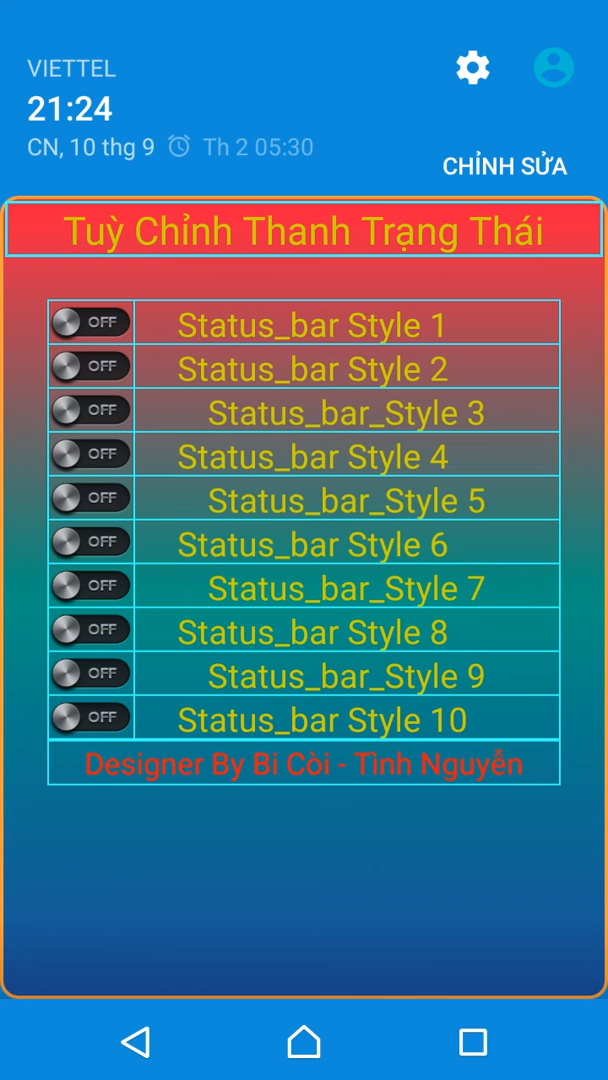 VIETTEL
21:24
CN, 10 thg 9 Th 2 05:30
CHỈNH SỬA
Tuỳ Chỉnh Thanh Trạng Thái
OFF Status_bar Style 1
OFF Status_bar Style 2
OFF Status_bar_Style 3
OFF Status_bar Style 4
OFF Status_bar_Style 5
OFF Status_bar Style 6
OFF Status_bar_Style 7
OFF Status_bar Style 8
OFF Status_bar_Style 9
OFF Status_bar Style 10
Designer By Bi Còi - Tình Nguyễn